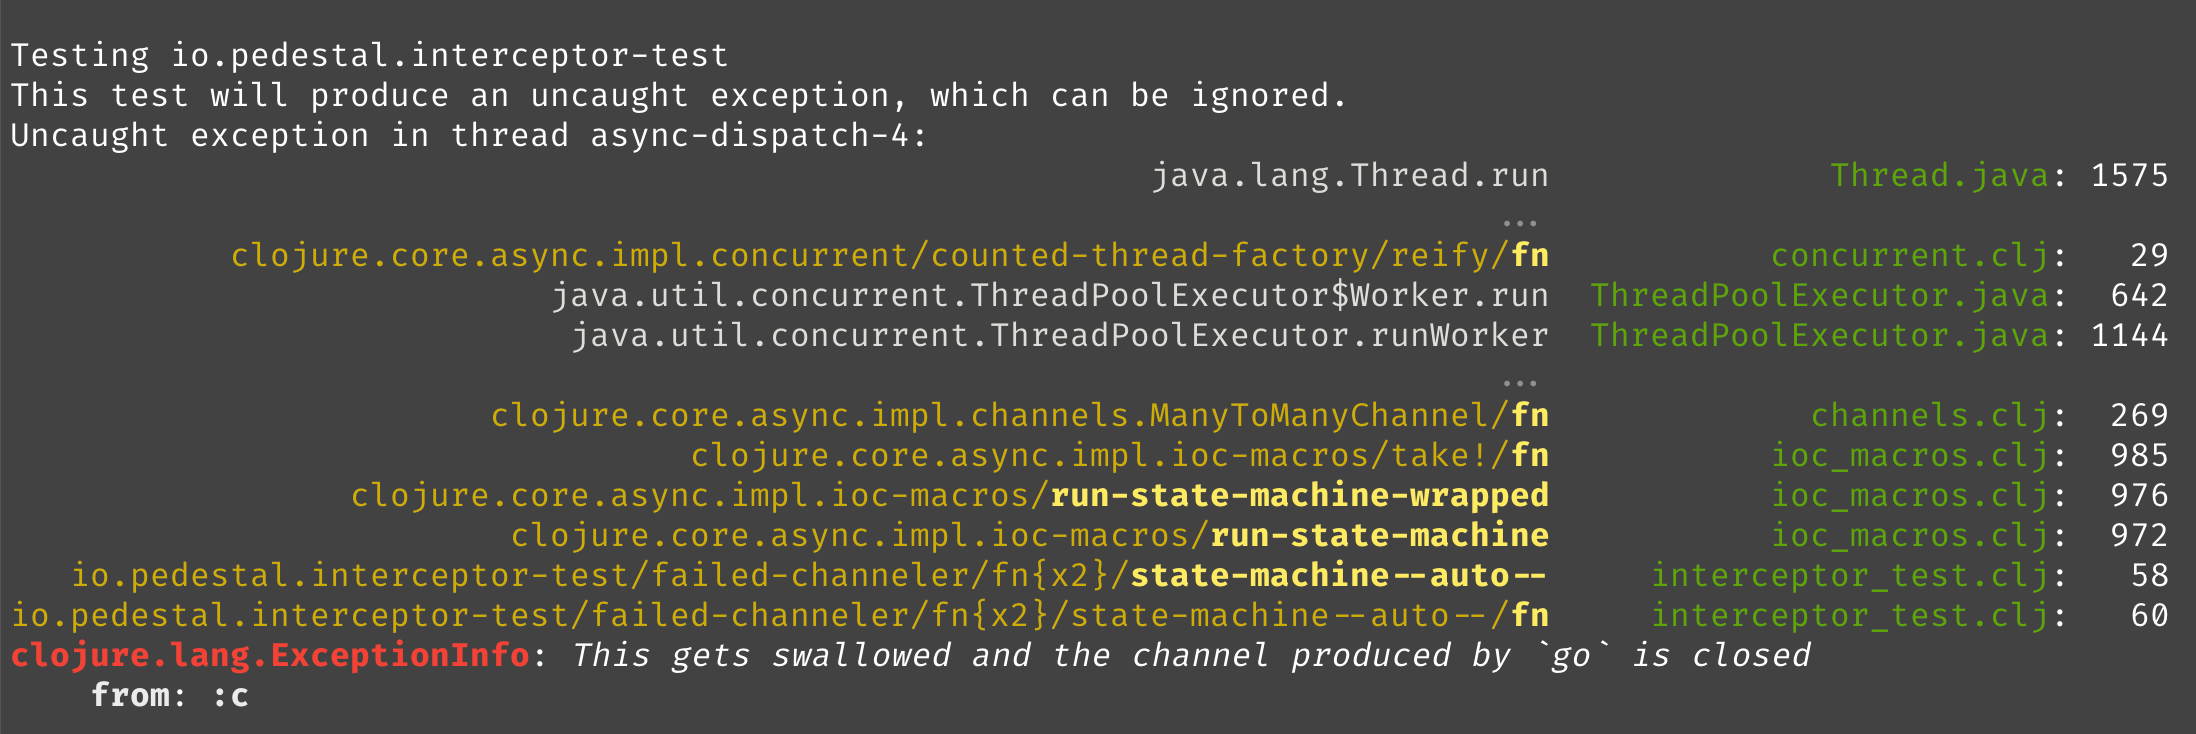 Testing io.pedestal.interceptor-test
This test will produce an uncaught exception, which can be ignored.
Uncaught exception in thread async-dispatch-4:
java.lang.Thread.run Thread.java: 1575
...
clojure.core.async.impl.concurrent/counted-thread-factory/reify/fn concurrent.clj: 29
java.util.concurrent.ThreadPoolExecutor$Worker.run ThreadPoolExecutor.java: 642
java.util.concurrent.ThreadPoolExecutor.runWorker ThreadPoolExecutor.java: 1144
...
clojure.core.async.impl.channels.ManyToManyChannel/fn channels.clj: 269
clojure.core.async.impl.ioc-macros/take!/fn ioc_macros.clj: 985
clojure.core.async.impl.ioc-macros/run-state-machine-wrapped ioc_macros.clj: 976
clojure.core.async.impl.ioc-macros/run-state-machine ioc_macros.clj: 972
io.pedestal.interceptor-test/failed-channeler/fn{x2}/state-machine--auto-- interceptor_test.clj: 58
io.pedestal.interceptor-test/failed-channeler/fn{x2}/state-machine--auto--/fn interceptor_test.clj: 60
clojure.lang.ExceptionInfo: This gets swallowed and the channel produced by `go` is closed
from: :c